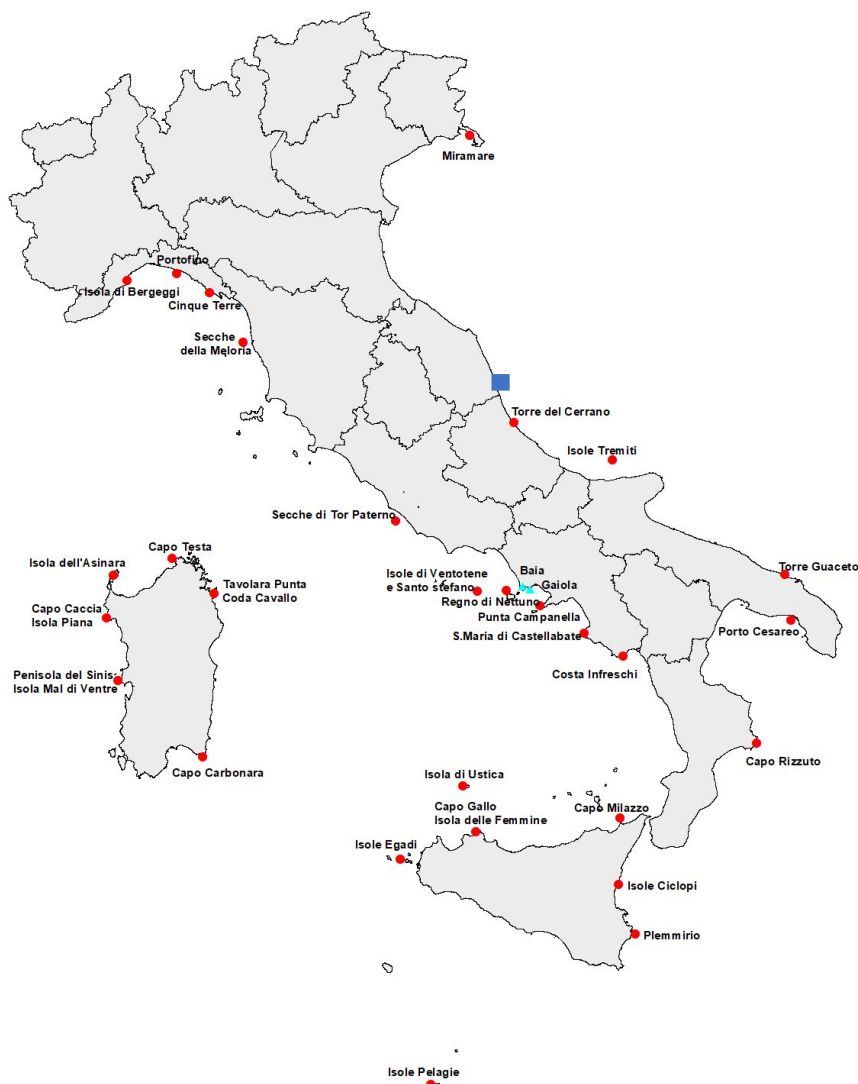 Miramare
Portofino
Isola di Bergeggi
Cinque Terre
Secche
della Meloria
Torre del Cerrano
Isole Tremiti
Secche di Tor Paterno
Capo Testa
Isola dell'Asinara
Tavolara Punta
Coda Cavallo
Capo Caccia
Isola Piana
Isole di Ventotene
e Santo stefano
Baia
Gaiola
Regno di Nettuno
Punta Campanella
S.Maria di Castellabate
Torre Guaceto
Porto Cesareo
Costa Infreschi
Penisola del Sinis,
Isola Mal di Ventre
Capo Carbonara
Capo Rizzuto
Isola di Ustica
Capo Gallo
Isola delle Femmine
Capo Milazzo
Isole Egadi
Isole Ciclopi
Plemmirio
Isole Pelagie